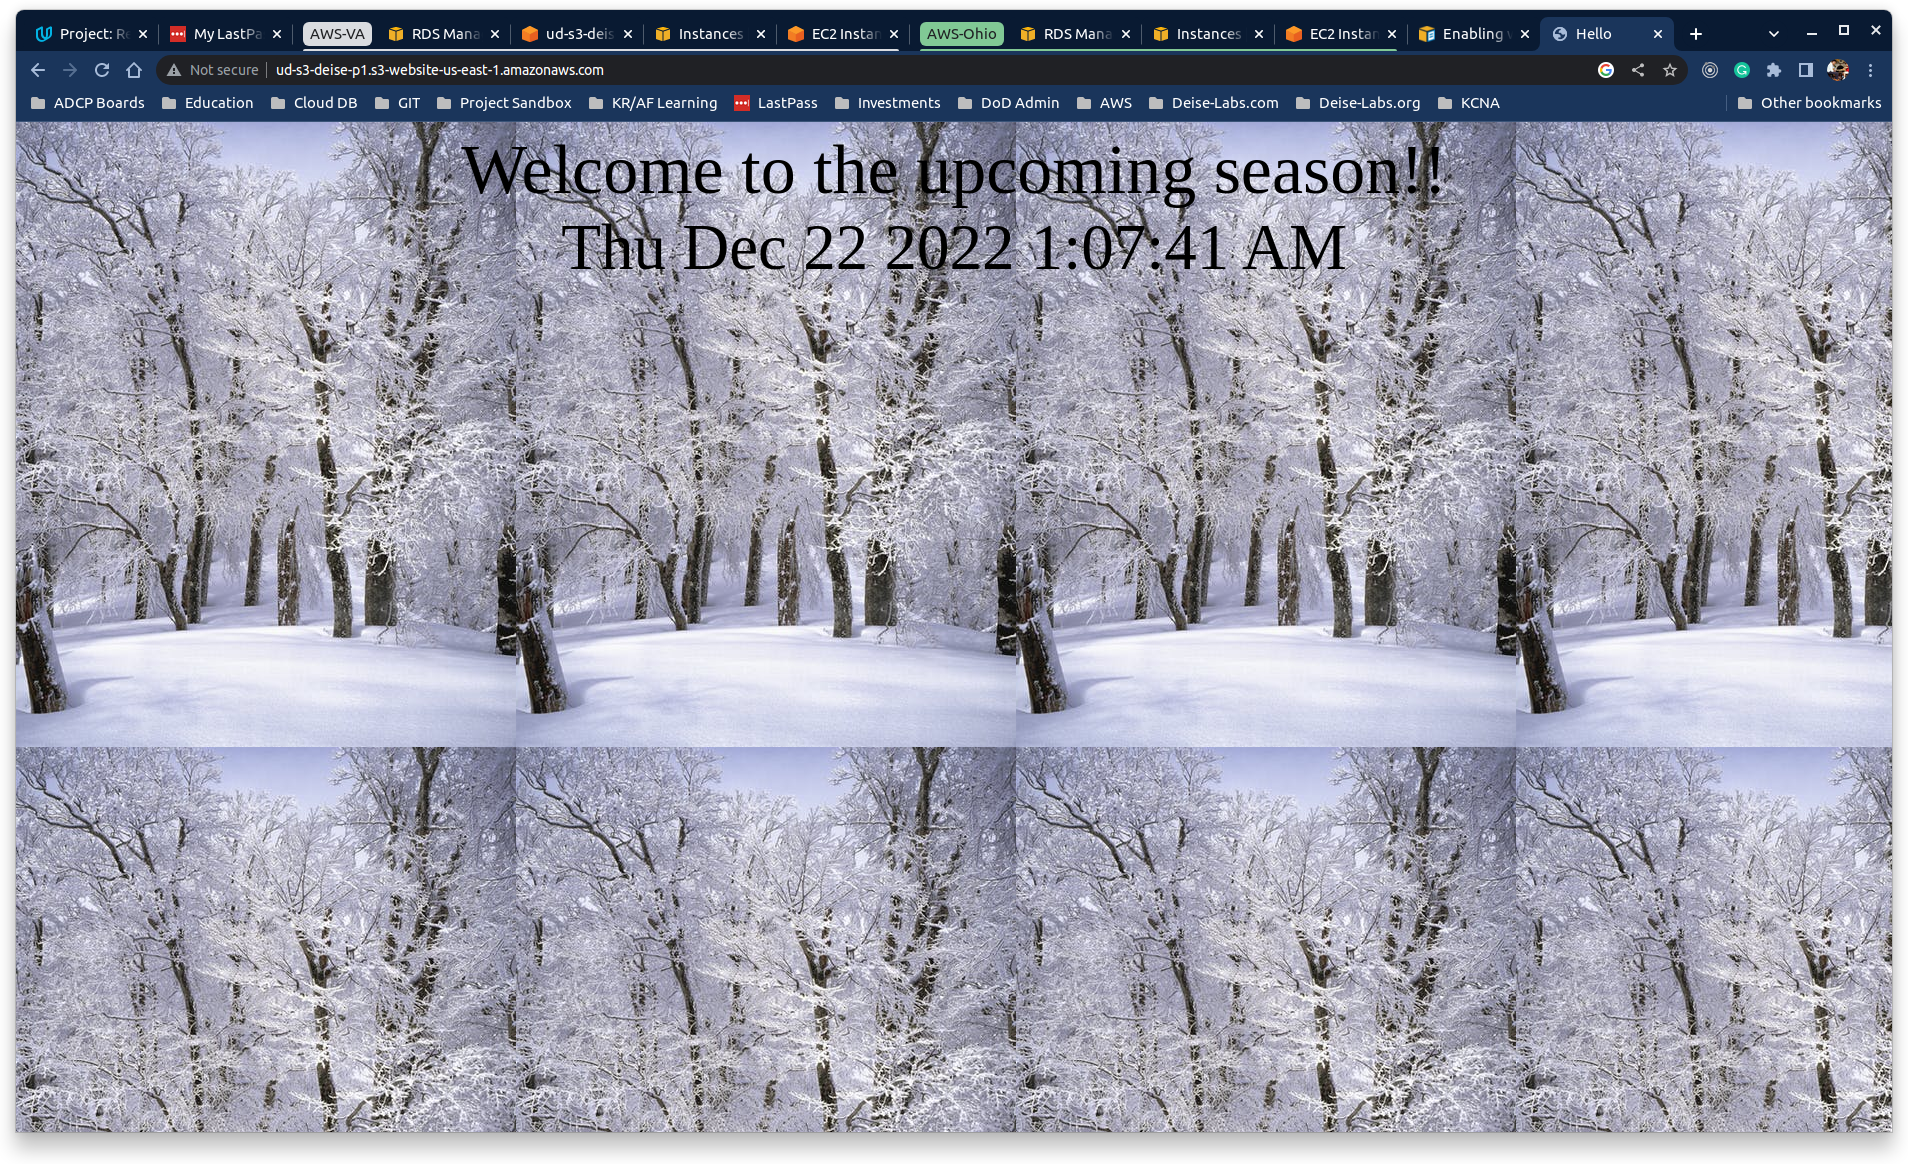 Project: Re
My LastPa
AWS-VA
RDS Mana
ud-s3-deis
Instances
EC2 Instan
AWS-Ohio
RDS Mana
Instances
EC2 Instan
Enabling v
Hello
Not secure
ud-s3-deise-p1.s3-website-us-east-1.amazonaws.com
ADCP Boards
Education
Cloud DB
GIT
Project Sandbox
KR/AF Learning
LastPass
Investments
DoD Admin
AWS
Deise-Labs.com
Deise-Labs.org
KCNA
Other bookmarks
Welcome to the upcoming season!!
Thu Dec 22 2022 1:07:41 AM